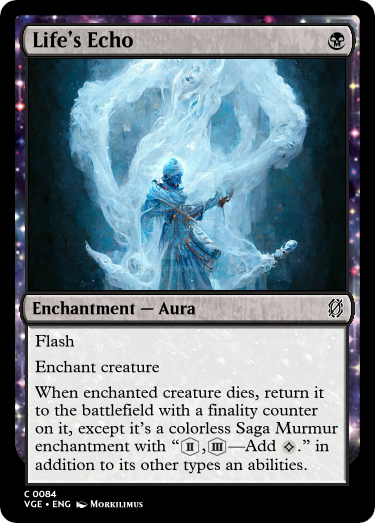 Life's Echo
Enchantment — Aura
Flash
Enchant creature
When enchanted creature dies, return it
to the battlefield with a finality counter
on it, except it's a colorless Saga Murmur
enchantment with “II, III—Add .” in
addition to its other types an abilities.
C 0084
VGE • ENG Morkilimus